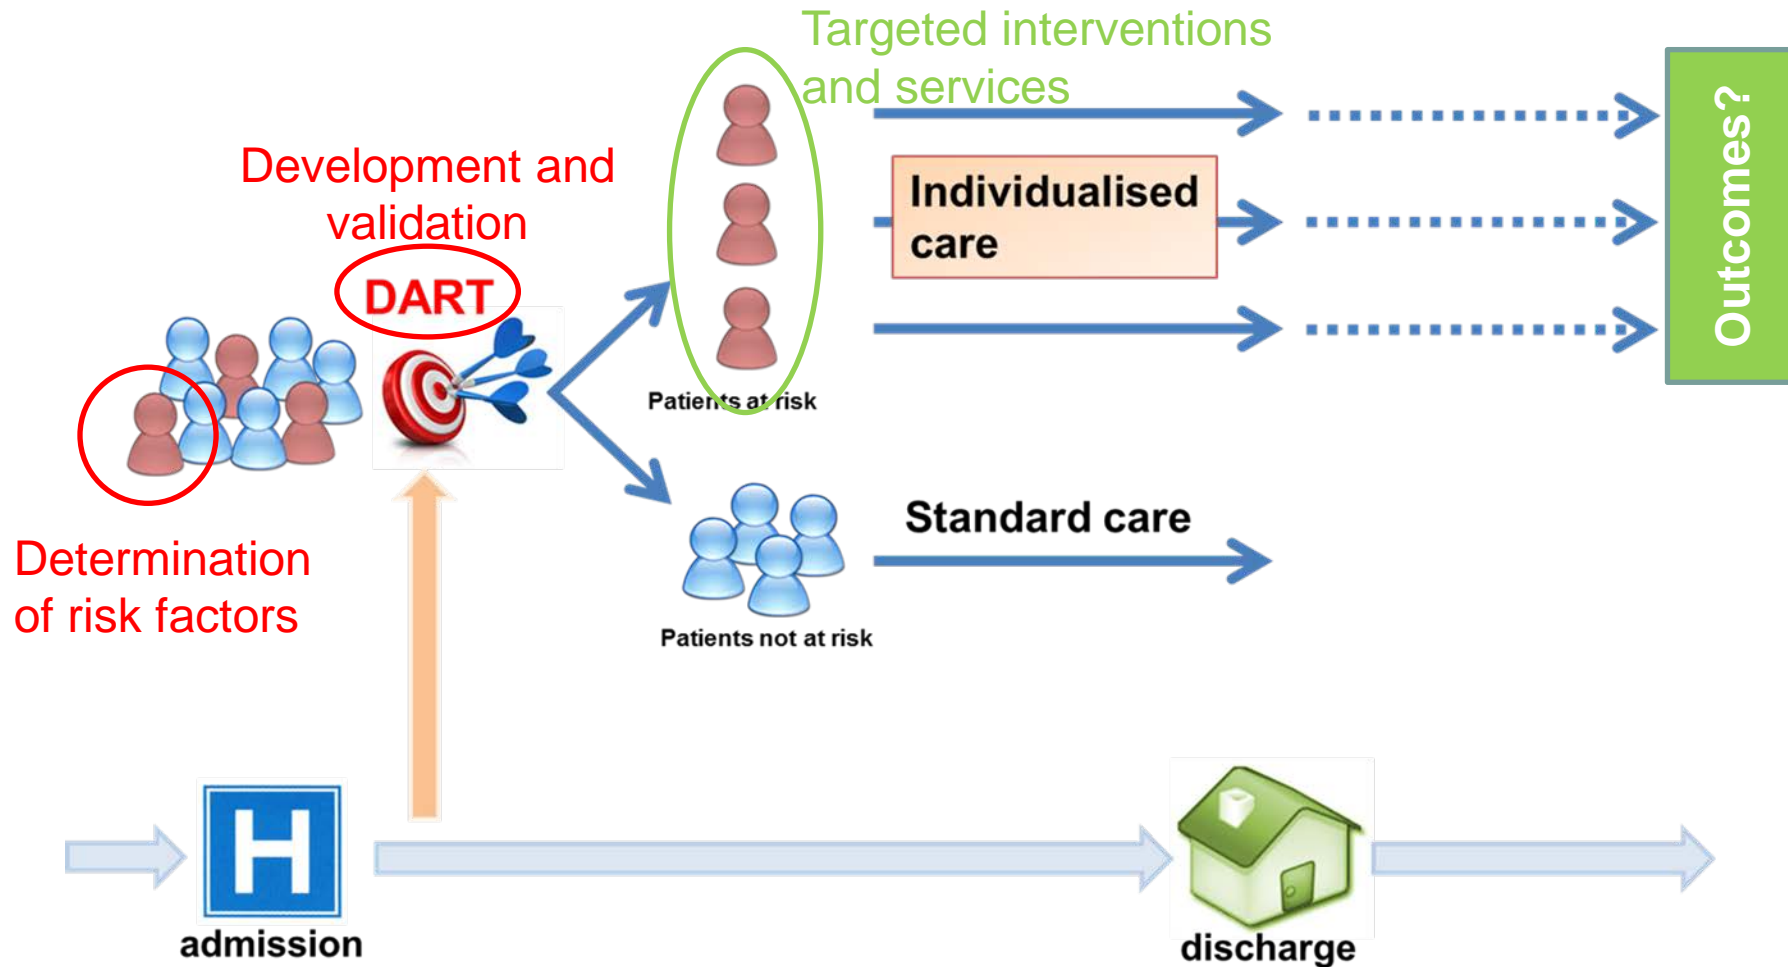 Targeted interventions
and services
Outcomes?
Development and
validation
DART
Individualised
care
Patients at risk
Determination
of risk factors
Standard care
Patients not at risk
H
admission
discharge